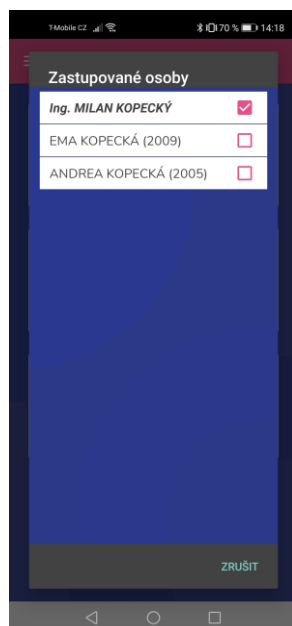 T-Mobile CZ 70 % 14:18
Zastupované osoby
Ing. MILAN KOPECKÝ
EMA KOPECKÁ (2009)
ANDREA KOPECKÁ (2005)
ZRUŠIT